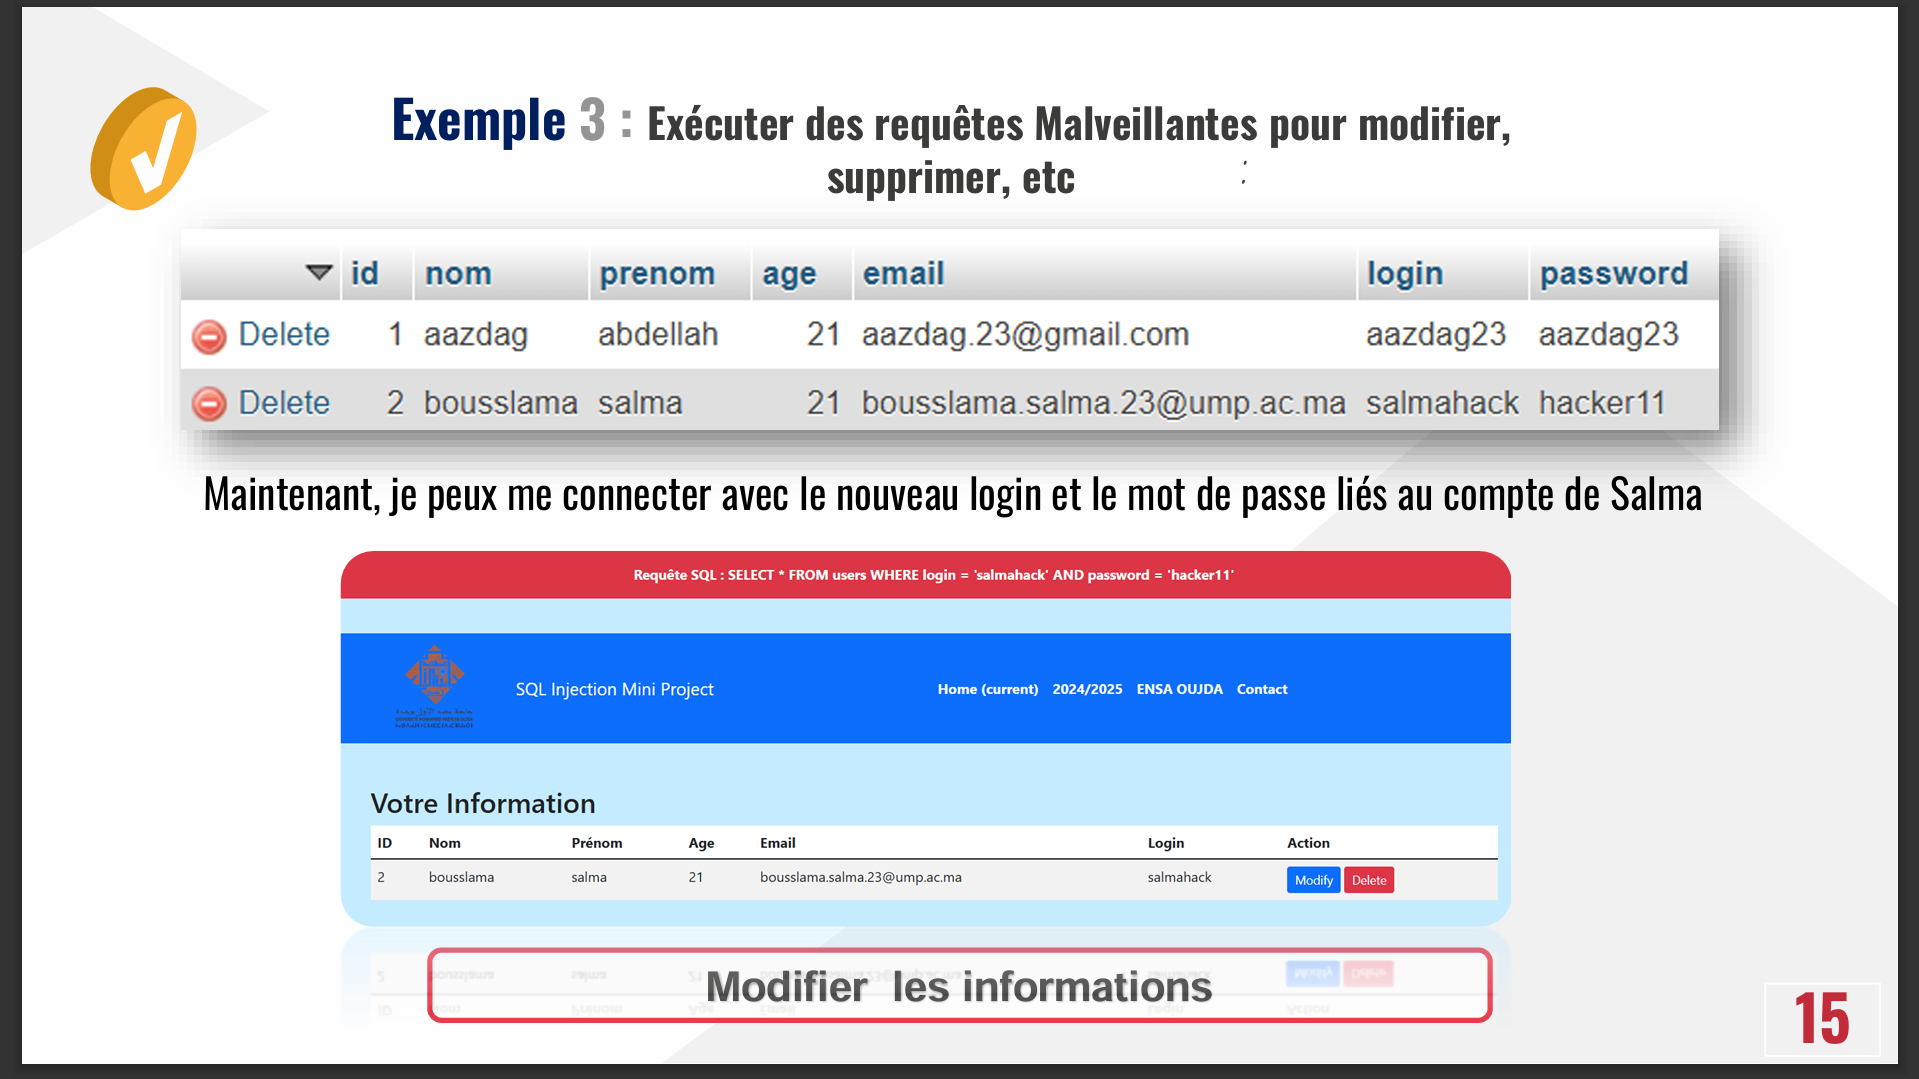 Exemple 3 : Exécuter des requêtes Malveillantes pour modifier,
supprimer, etc :
id nom prenom age email login password
Delete 1 aazdag abdellah 21 aazdag.23@gmail.com aazdag23 aazdag23
Delete 2 bousslama salma 21 bousslama.salma.23@ump.ac.ma salmahack hacker11
Maintenant, je peux me connecter avec le nouveau login et le mot de passe liés au compte de Salma
Requête SQL : SELECT * FROM users WHERE login = 'salmahack' AND password = 'hacker11'
SQL Injection Mini Project Home (current) 2024/2025 ENSA OUJDA Contact
Votre Information
ID Nom Prénom Age Email Login Action
2 bousslama salma 21 bousslama.salma.23@ump.ac.ma salmahack Modify Delete
Modifier les informations
15